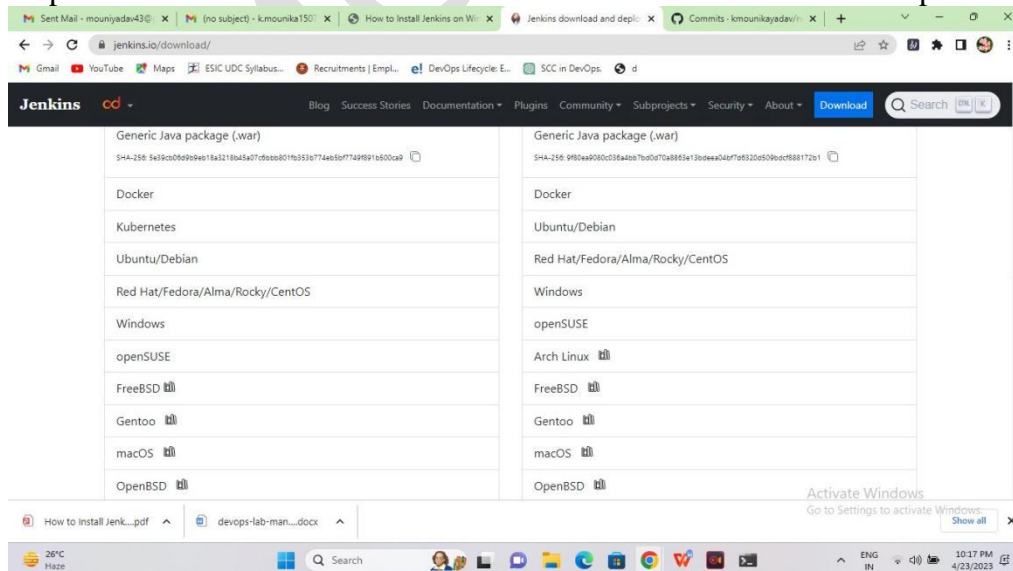 Sent Mail - mouniyadav43@
(no subject) - k.mounika150
How to Install Jenkins on Wi
Jenkins download and deplo
Commits · kmounikayadav/
jenkins.io/download/
Gmail YouTube Maps ESIC UDC Syllabus... Recruitments | Empl... DevOps Lifecycle: E... SCC in DevOps. d
Jenkins cd Blog Success Stories Documentation Plugins Community Subprojects Security About Download Search K
Generic Java package (.war)
SHA-256:
Docker
Kubernetes
Ubuntu/Debian
Red Hat/Fedora/Alma/Rocky/CentOS
Windows
openSUSE
FreeBSD
Gentoo
macOS
OpenBSD
Generic Java package (.war)
SHA-256:
Docker
Ubuntu/Debian
Red Hat/Fedora/Alma/Rocky/CentOS
Windows
openSUSE
Arch Linux
FreeBSD
Gentoo
macOS
OpenBSD
Activate Windows
Go to Settings to activate Windows.
How to Install Jenk....pdf devops-lab-man....docx Show all
26°C
Haze
Search
ENG
IN
10:17 PM
4/23/2023